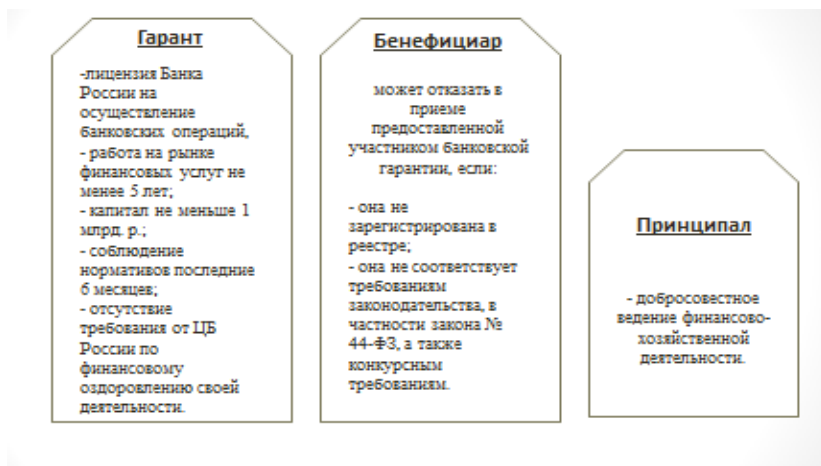 Гарант
-лицензия Банка
России на
осуществление
банковских операций,
- работа на рынке
финансовых услуг не
менее 5 лет;
- капитал не меньше 1
млрд. р.;
- соблюдение
нормативов последние
6 месяцев;
- отсутствие
требования от ЦБ
России по
финансовому
оздоровлению своей
деятельности.
Бенефициар
может отказать в
приеме
предоставленной
участником банковской
гарантии, если:
- она не
зарегистрирована в
реестре;
- она не соответствует
требованиям
законодательства, в
частности закона №
44-ФЗ, а также
конкурсным
требованиям.
Принципал
- добросовестное
ведение финансово-
хозяйственной
деятельности.